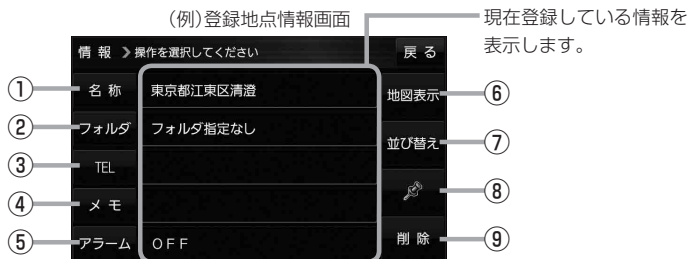 (例)登録地点情報画面
現在登録している情報を
表示します。
情 報 操作を選択してください 戻 る
① 名 称 東京都江東区清澄 地図表示 ⑥
② フォルダ フォルダ指定なし 並び替え ⑦
③ TEL ⑧
④ メ モ
⑤ アラーム OFF 削 除 ⑨